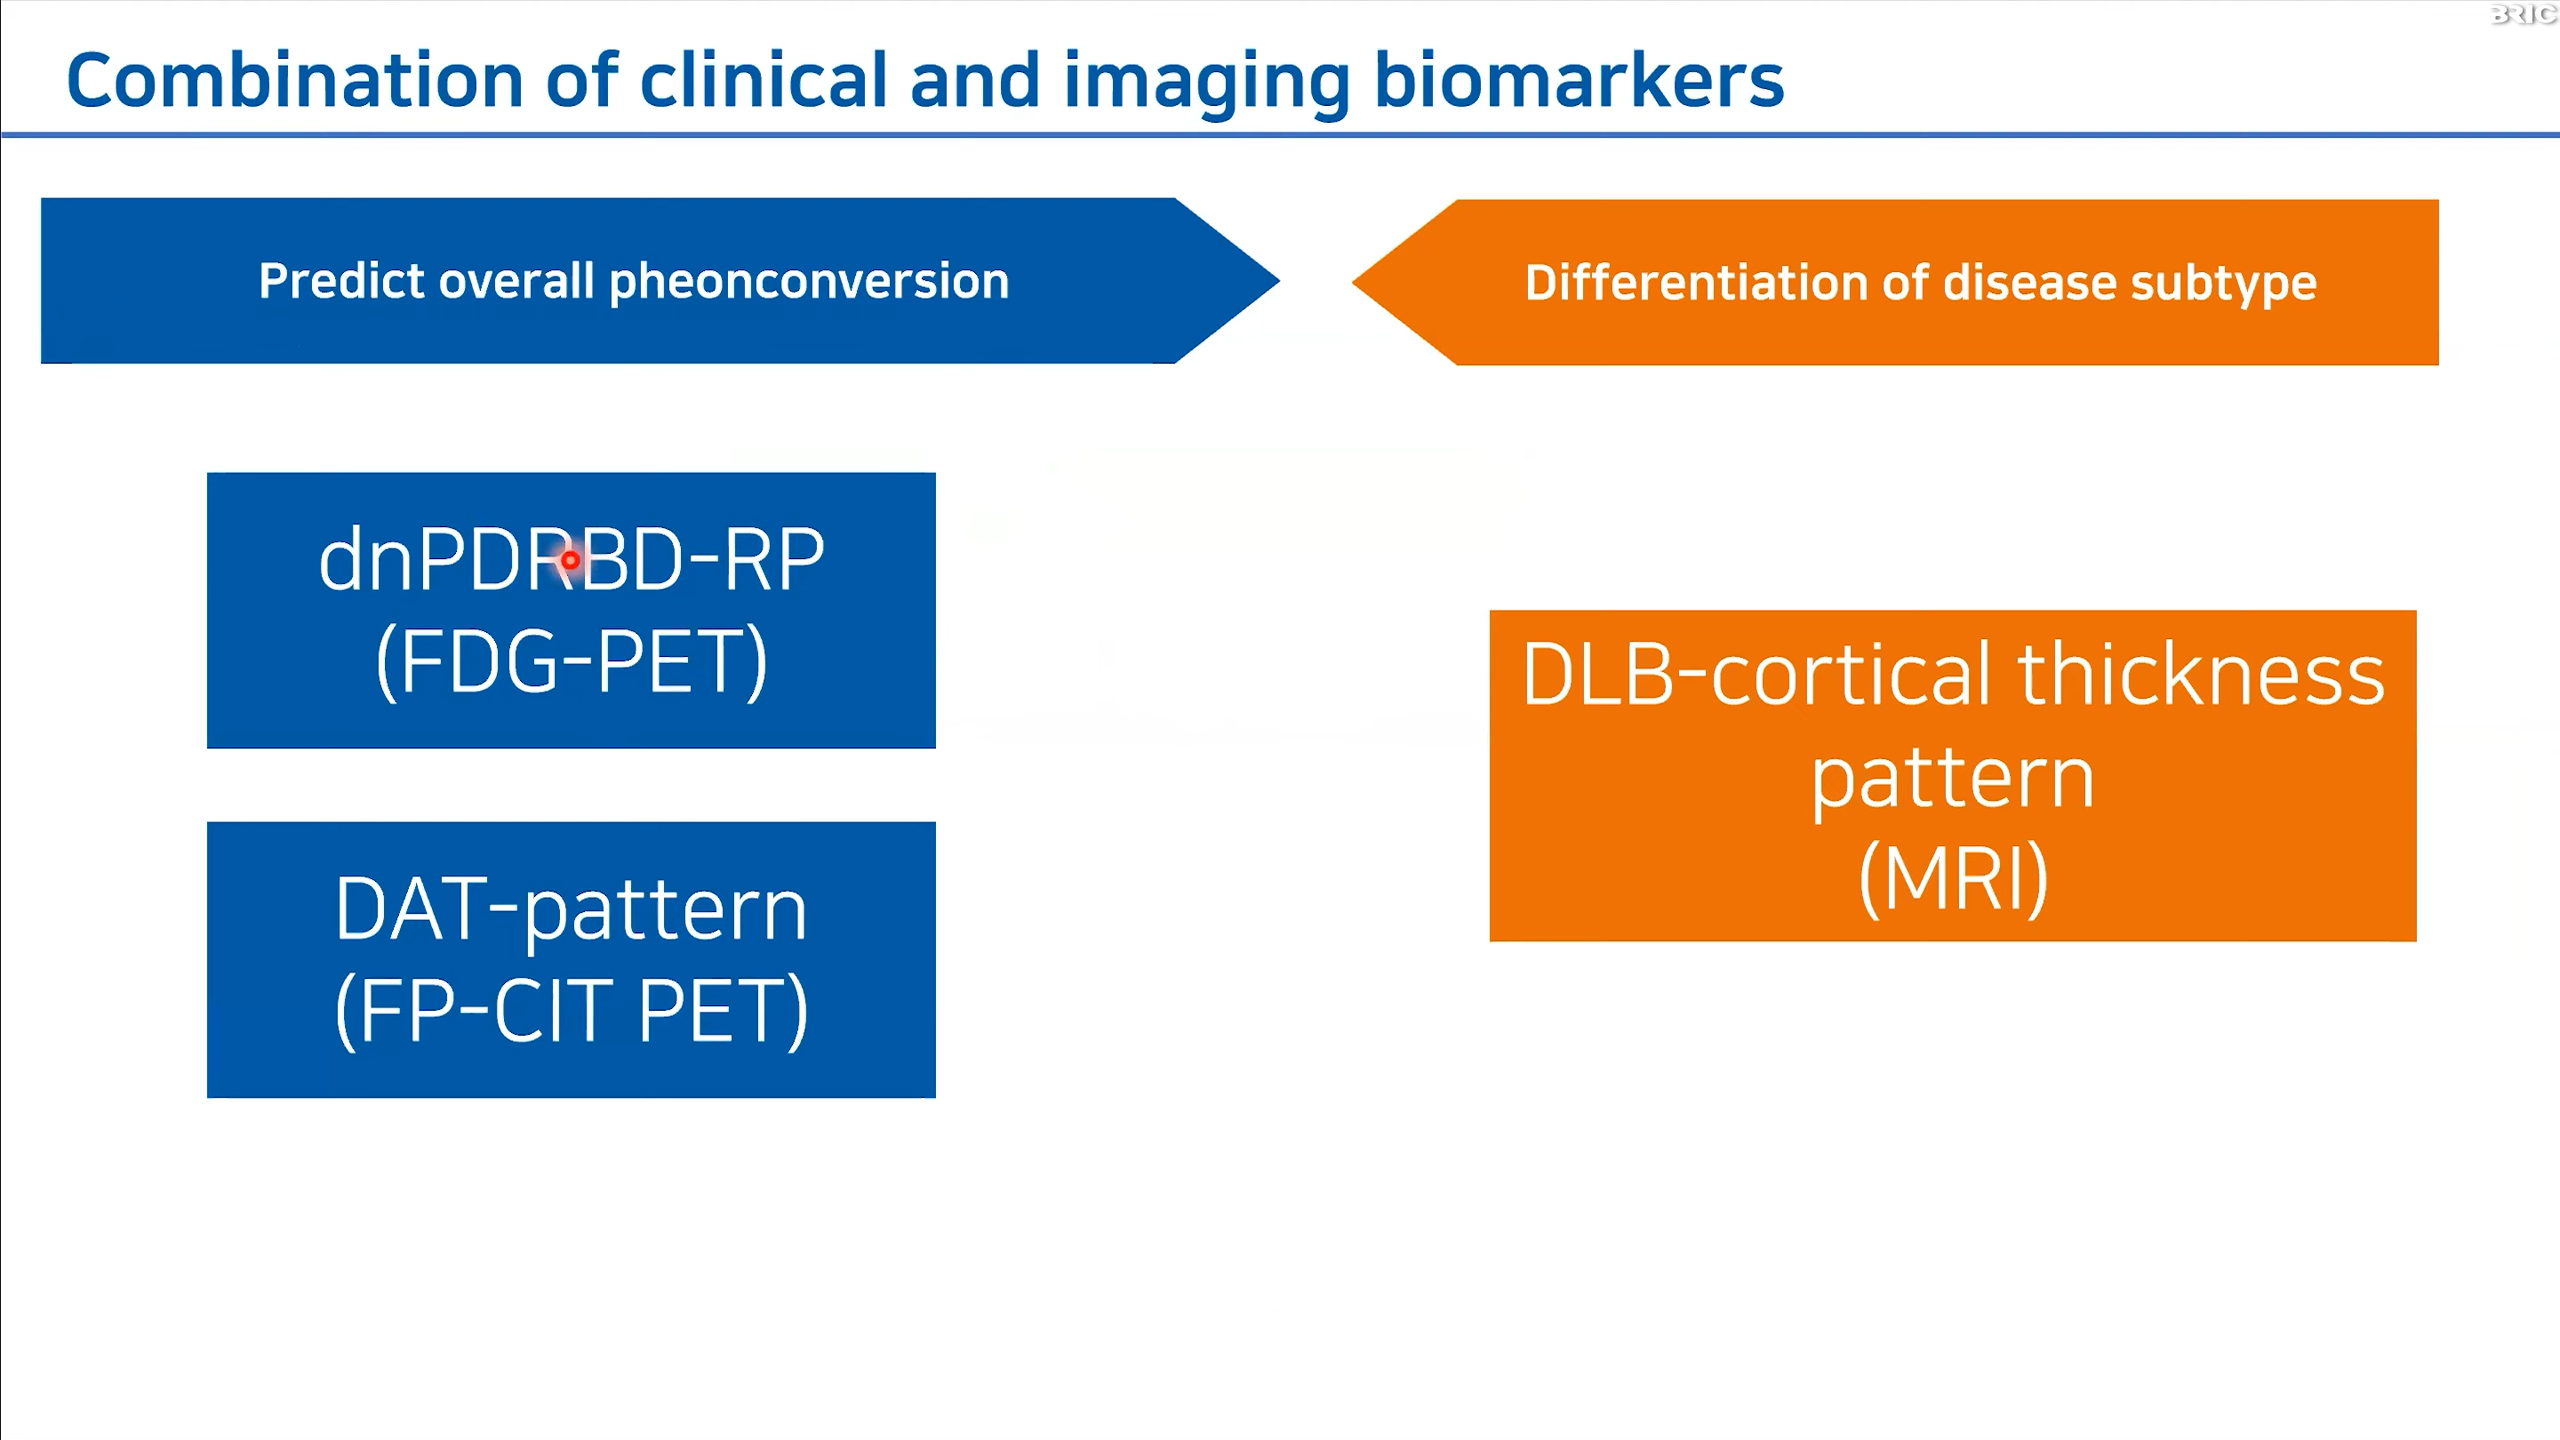 BRIC
Combination of clinical and imaging biomarkers
Predict overall pheonconversion
Differentiation of disease subtype
dnPDRBD-RP
(FDG-PET)
DAT-pattern
(FP-CIT PET)
DLB-cortical thickness
pattern
(MRI)